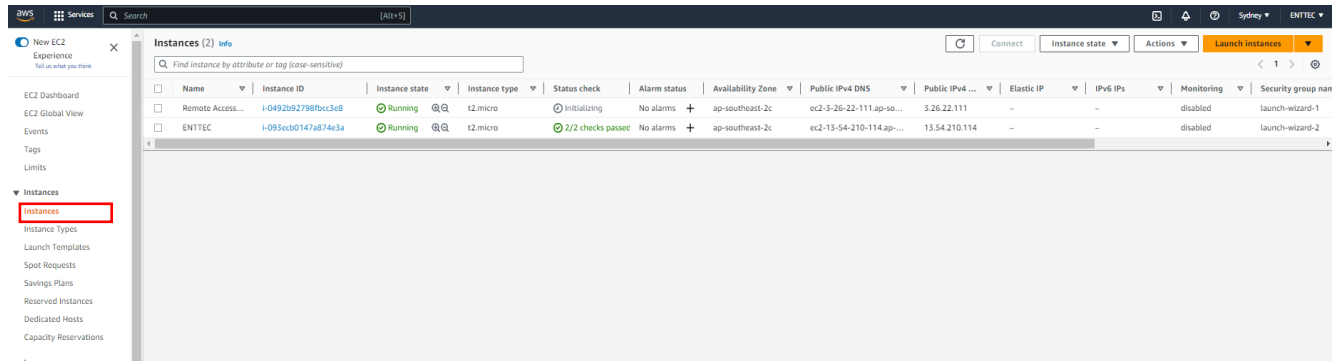 aws Services Search [Alt+S] Sydney ▼ ENTTEC ▼
New EC2
Experience
Tell us what you think
EC2 Dashboard
EC2 Global View
Events
Tags
Limits
Instances
Instances
Instance Types
Launch Templates
Spot Requests
Savings Plans
Reserved Instances
Dedicated Hosts
Capacity Reservations
Instances (2) Info Connect Instance state ▼ Actions ▼ Launch instances ▼
Find instance by attribute or tag (case-sensitive) < 1 >
Name Instance ID Instance state Instance type Status check Alarm status Availability Zone Public IPv4 DNS Public IPv4 ... Elastic IP IPv6 IPs Monitoring Security group nam
Remote Access... i-0492b92798fbcc3e8 Running t2.micro Initializing No alarms + ap-southeast-2c ec2-3-26-22-111.ap-so... 3.26.22.111 – – disabled launch-wizard-1
ENTTEC i-093ecb0147a874e3a Running t2.micro 2/2 checks passed No alarms + ap-southeast-2c ec2-13-54-210-114.ap-... 13.54.210.114 – – disabled launch-wizard-2